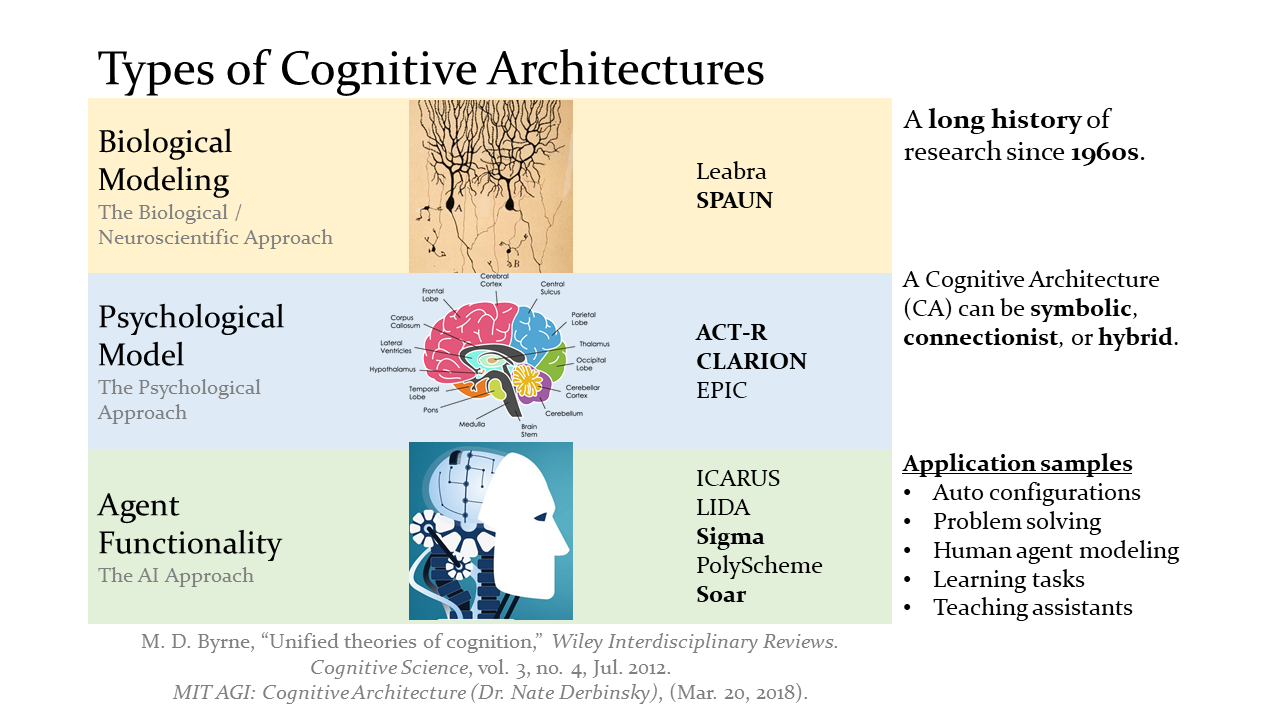 Types of Cognitive Architectures
Biological
Modeling
The Biological /
Neuroscientific Approach
A
B
Leabra
SPAUN
A long history of
research since 1960s.
Psychological
Model
The Psychological
Approach
Cerebral
Cortex
Frontal
Lobe
Central
Sulcus
Corpus
Callosum
Parietal
Lobe
Lateral
Ventricles
Thalamus
Hypothalamus
Occipital
Lobe
Temporal
Lobe
Cerebellar
Cortex
Pons
Cerebellum
Medulla
Brain
Stem
ACT-R
CLARION
EPIC
A Cognitive Architecture
(CA) can be symbolic,
connectionist, or hybrid.
Agent
Functionality
The AI Approach
ICARUS
LIDA
Sigma
PolyScheme
Soar
Application samples
• Auto configurations
• Problem solving
• Human agent modeling
• Learning tasks
• Teaching assistants
M. D. Byrne, “Unified theories of cognition,” Wiley Interdisciplinary Reviews.
Cognitive Science, vol. 3, no. 4, Jul. 2012.
MIT AGI: Cognitive Architecture (Dr. Nate Derbinsky), (Mar. 20, 2018).